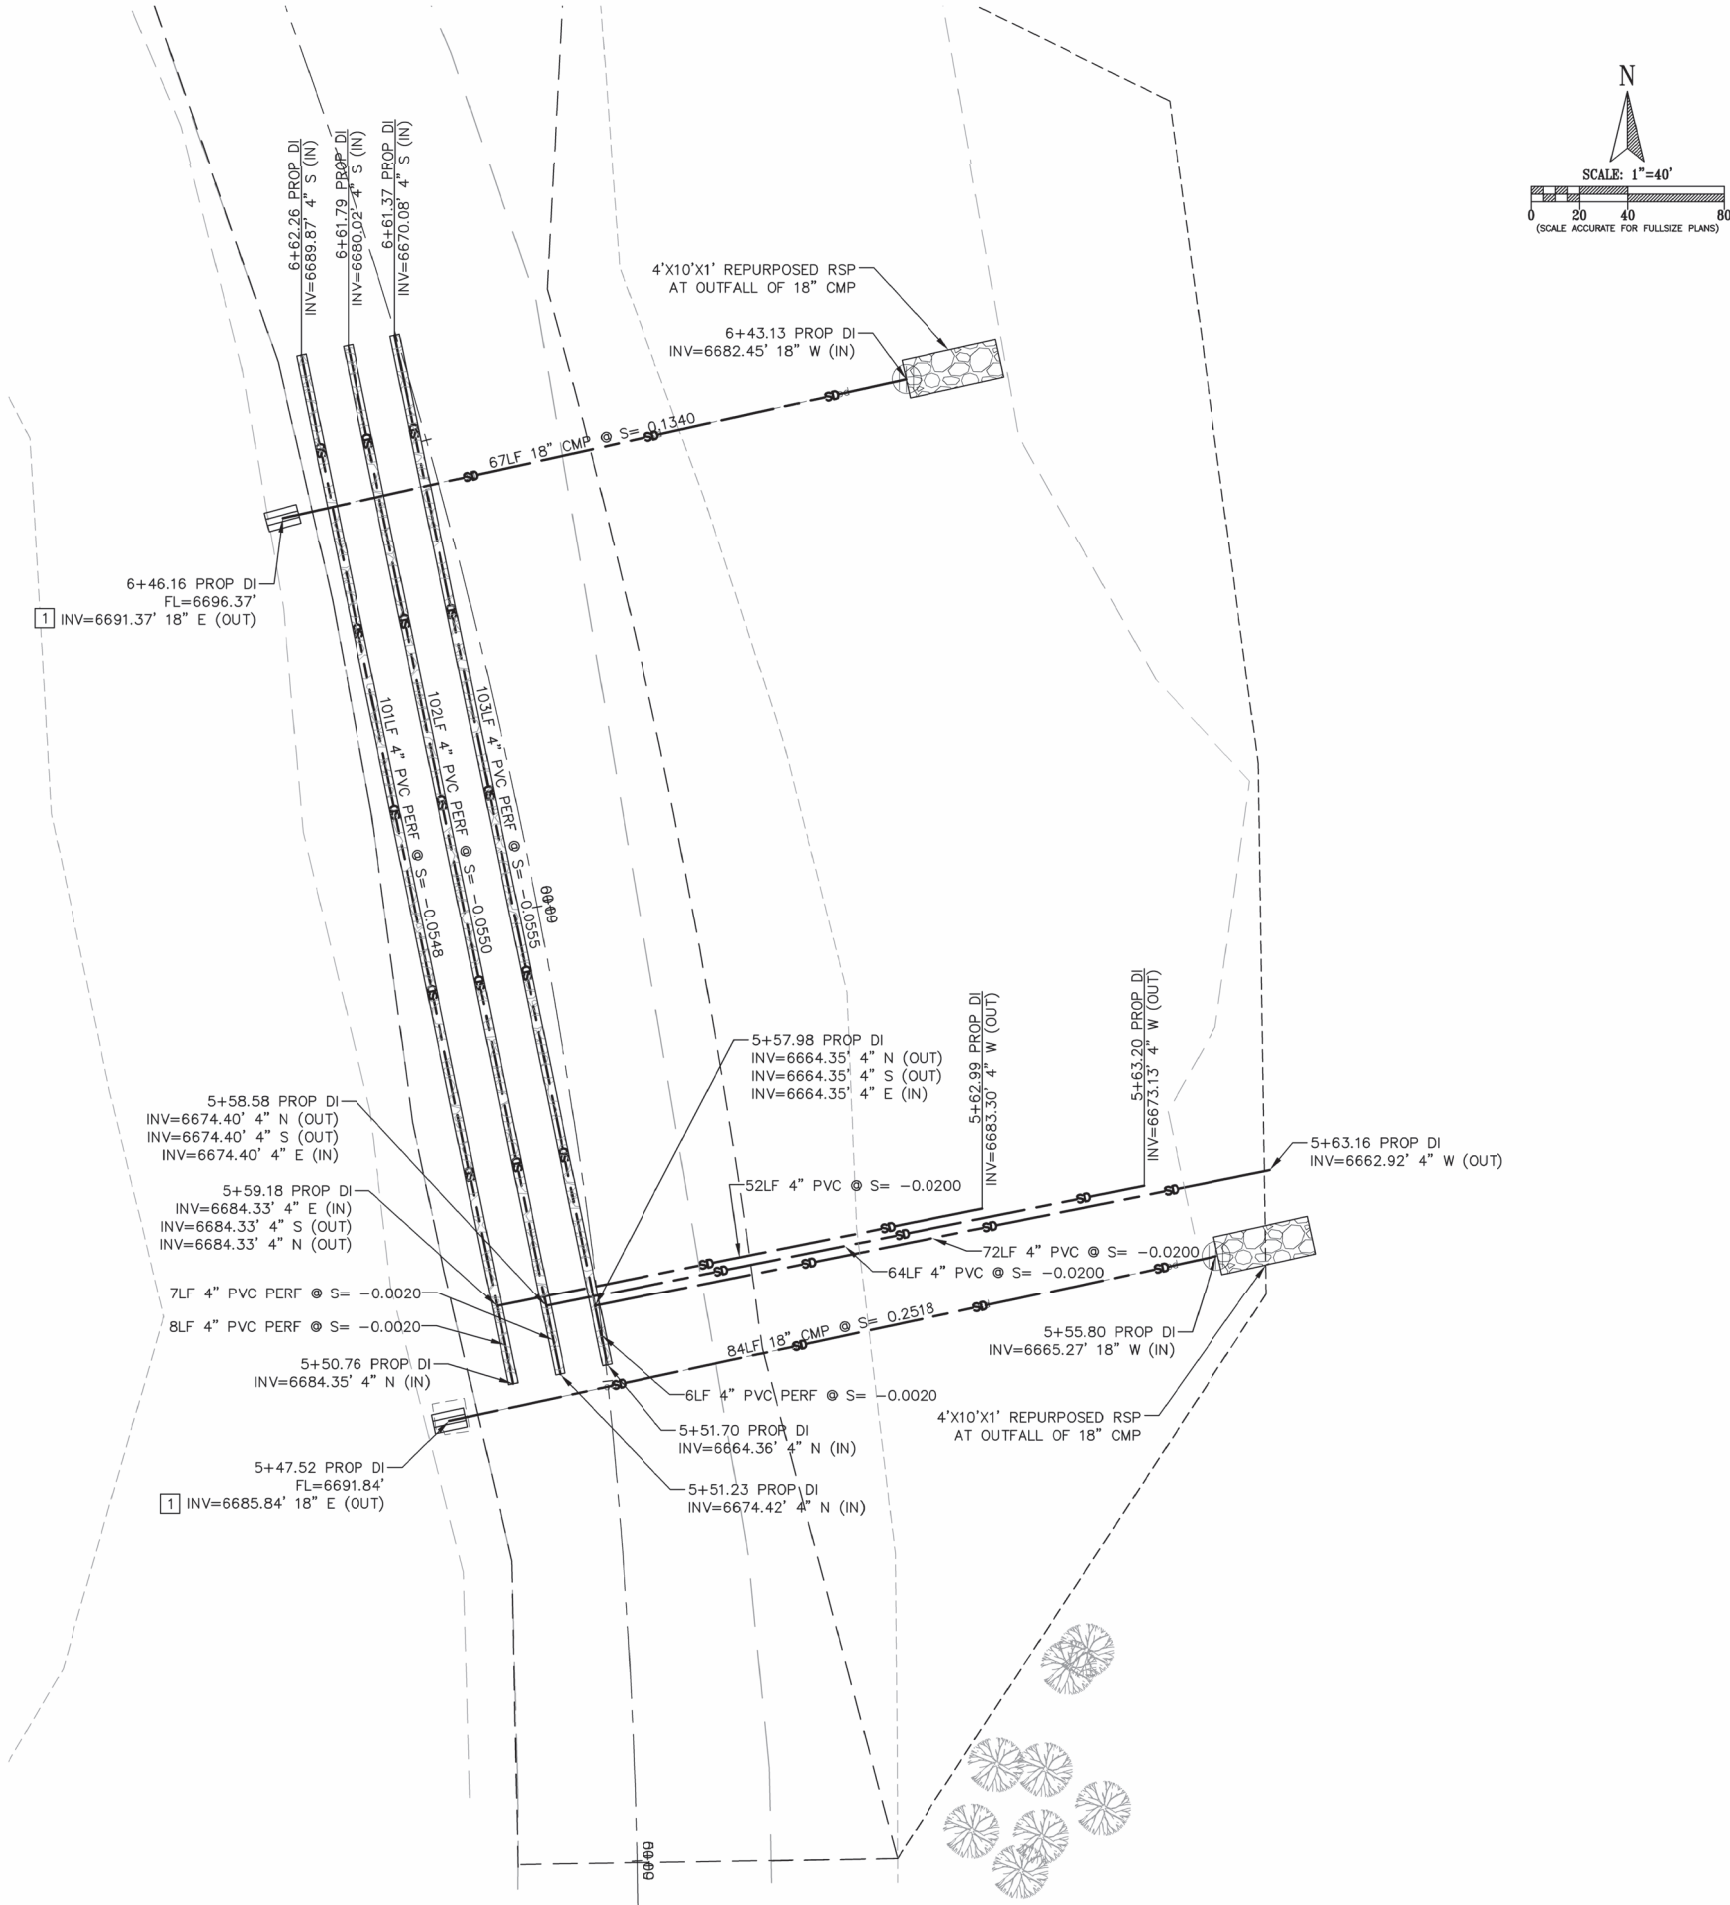 N
SCALE: 1"=40'
0 20 40 80
(SCALE ACCURATE FOR FULLSIZE PLANS)
6+62.26 PROP DI
INV=6689.87' 4" S (IN)
6+61.79 PROP DI
INV=6680.02' 4" S (IN)
6+61.37 PROP DI
INV=6670.08' 4" S (IN)
4'X10'X1' REPURPOSED RSP
AT OUTFALL OF 18" CMP
6+43.13 PROP DI
INV=6682.45' 18" W (IN)
SD
SD
SD
67LF 18" CMP @ S= 0.1340
6+46.16 PROP DI
FL=6696.37'
1 INV=6691.37' 18" E (OUT)
101LF 4" PVC PERF @ S= -0.0548
102LF 4" PVC PERF @ S= -0.0550
103LF 4" PVC PERF @ S= -0.0555
5+57.98 PROP DI
INV=6664.35' 4" N (OUT)
INV=6664.35' 4" S (OUT)
INV=6664.35' 4" E (IN)
5+62.99 PROP DI
INV=6683.30' 4" W (OUT)
5+63.20 PROP DI
INV=6673.13' 4" W (OUT)
5+58.58 PROP DI
INV=6674.40' 4" N (OUT)
INV=6674.40' 4" S (OUT)
INV=6674.40' 4" E (IN)
5+63.16 PROP DI
INV=6662.92' 4" W (OUT)
5+59.18 PROP DI
INV=6684.33' 4" E (IN)
INV=6684.33' 4" S (OUT)
INV=6684.33' 4" N (OUT)
52LF 4" PVC @ S= -0.0200
SD
SD
SD
SD
SD
SD
SD
SD
72LF 4" PVC @ S= -0.0200
64LF 4" PVC @ S= -0.0200
7LF 4" PVC PERF @ S= -0.0020
8LF 4" PVC PERF @ S= -0.0020
84LF 18" CMP @ S= 0.2518
SD
SD
SD
SD
5+55.80 PROP DI
INV=6665.27' 18" W (IN)
5+50.76 PROP DI
INV=6684.35' 4" N (IN)
6LF 4" PVC PERF @ S= -0.0020
4'X10'X1' REPURPOSED RSP
AT OUTFALL OF 18" CMP
5+51.70 PROP DI
INV=6664.36' 4" N (IN)
5+47.52 PROP DI
FL=6691.84'
1 INV=6685.84' 18" E (OUT)
5+51.23 PROP DI
INV=6674.42' 4" N (IN)